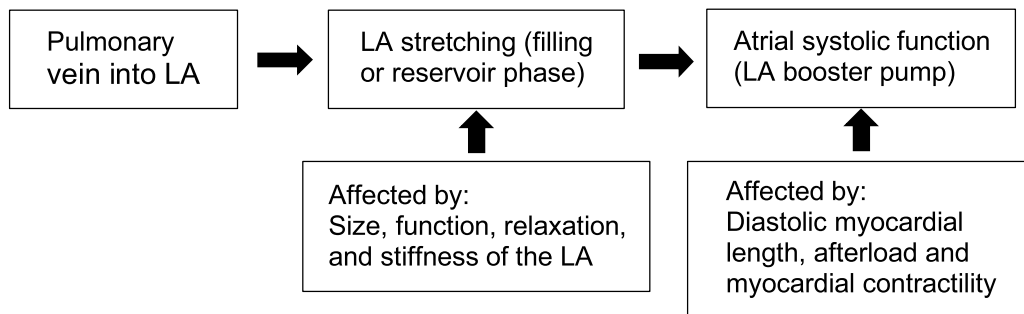 Pulmonary
vein into LA
LA stretching (filling
or reservoir phase)
Atrial systolic function
(LA booster pump)
Affected by:
Size, function, relaxation,
and stiffness of the LA
Affected by:
Diastolic myocardial
length, afterload and
myocardial contractility